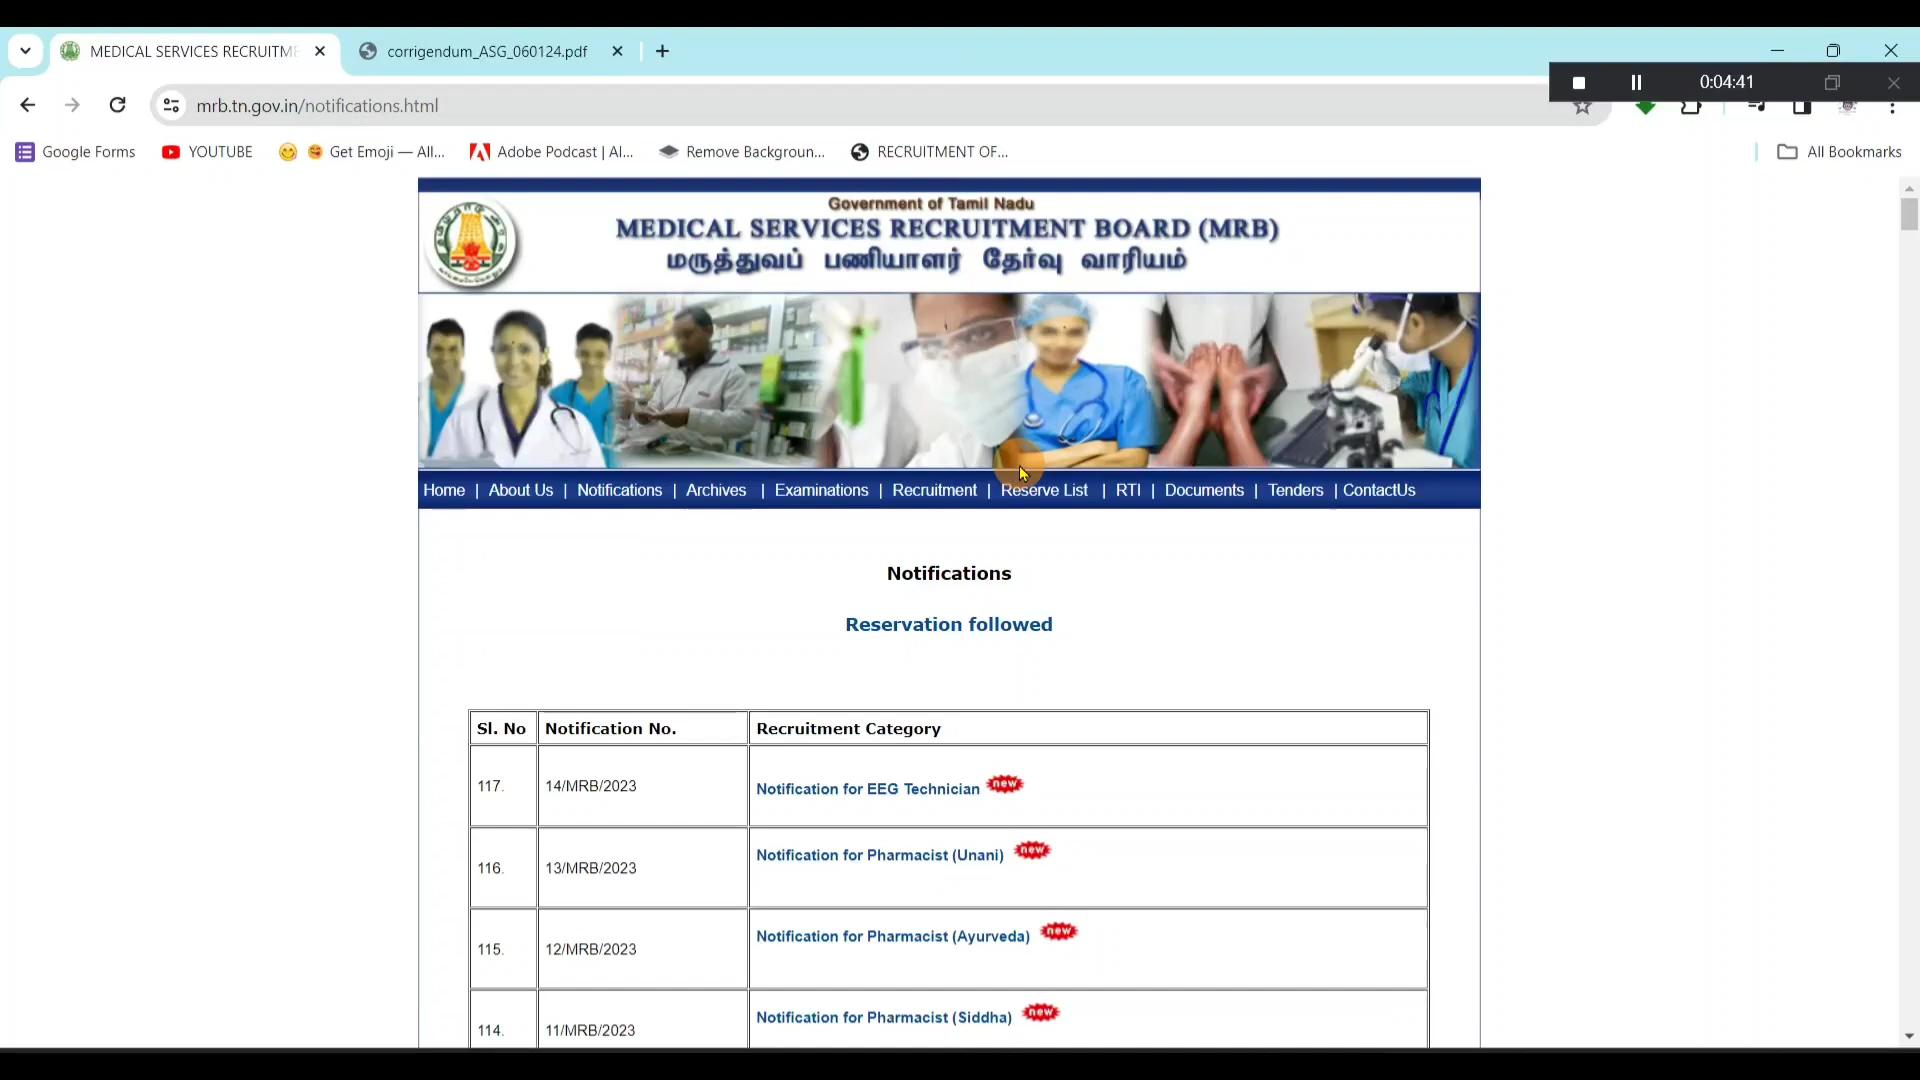 MEDICAL SERVICES RECRUITME
corrigendum_ASG_060124.pdf
0:04:41
mrb.tn.gov.in/notifications.html
Google Forms
YOUTUBE
Get Emoji — All...
Adobe Podcast | AI...
Remove Backgroun...
RECRUITMENT OF...
All Bookmarks
Government of Tamil Nadu
MEDICAL SERVICES RECRUITMENT BOARD (MRB)
மருத்துவப் பணியாளர் தேர்வு வாரியம்
Home | About Us | Notifications | Archives | Examinations | Recruitment | Reserve List | RTI | Documents | Tenders | ContactUs
Notifications
Reservation followed
Sl. No Notification No. Recruitment Category
117. 14/MRB/2023 Notification for EEG Technician new
116. 13/MRB/2023 Notification for Pharmacist (Unani) new
115. 12/MRB/2023 Notification for Pharmacist (Ayurveda) new
114. 11/MRB/2023 Notification for Pharmacist (Siddha) new